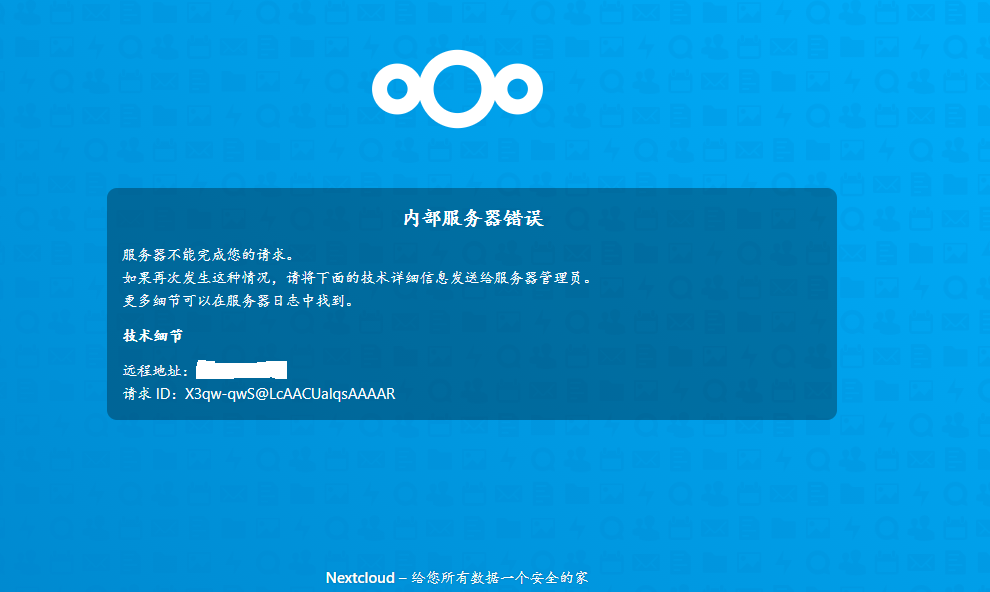 内部服务器错误
服务器不能完成您的请求。
如果再次发生这种情况，请将下面的技术详细信息发送给服务器管理员。
更多细节可以在服务器日志中找到。
技术细节
远程地址：
请求 ID：X3qw-qwS@LcAACUalqsAAAAR
Nextcloud – 给您所有数据一个安全的家